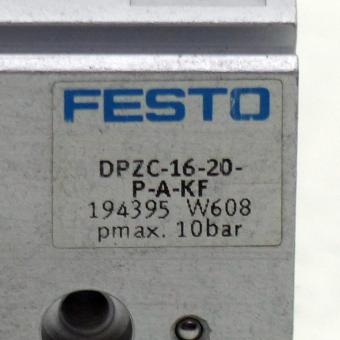 FESTO
DPZC-16-20-
P-A-KF
194395 W608
pmax. 10bar